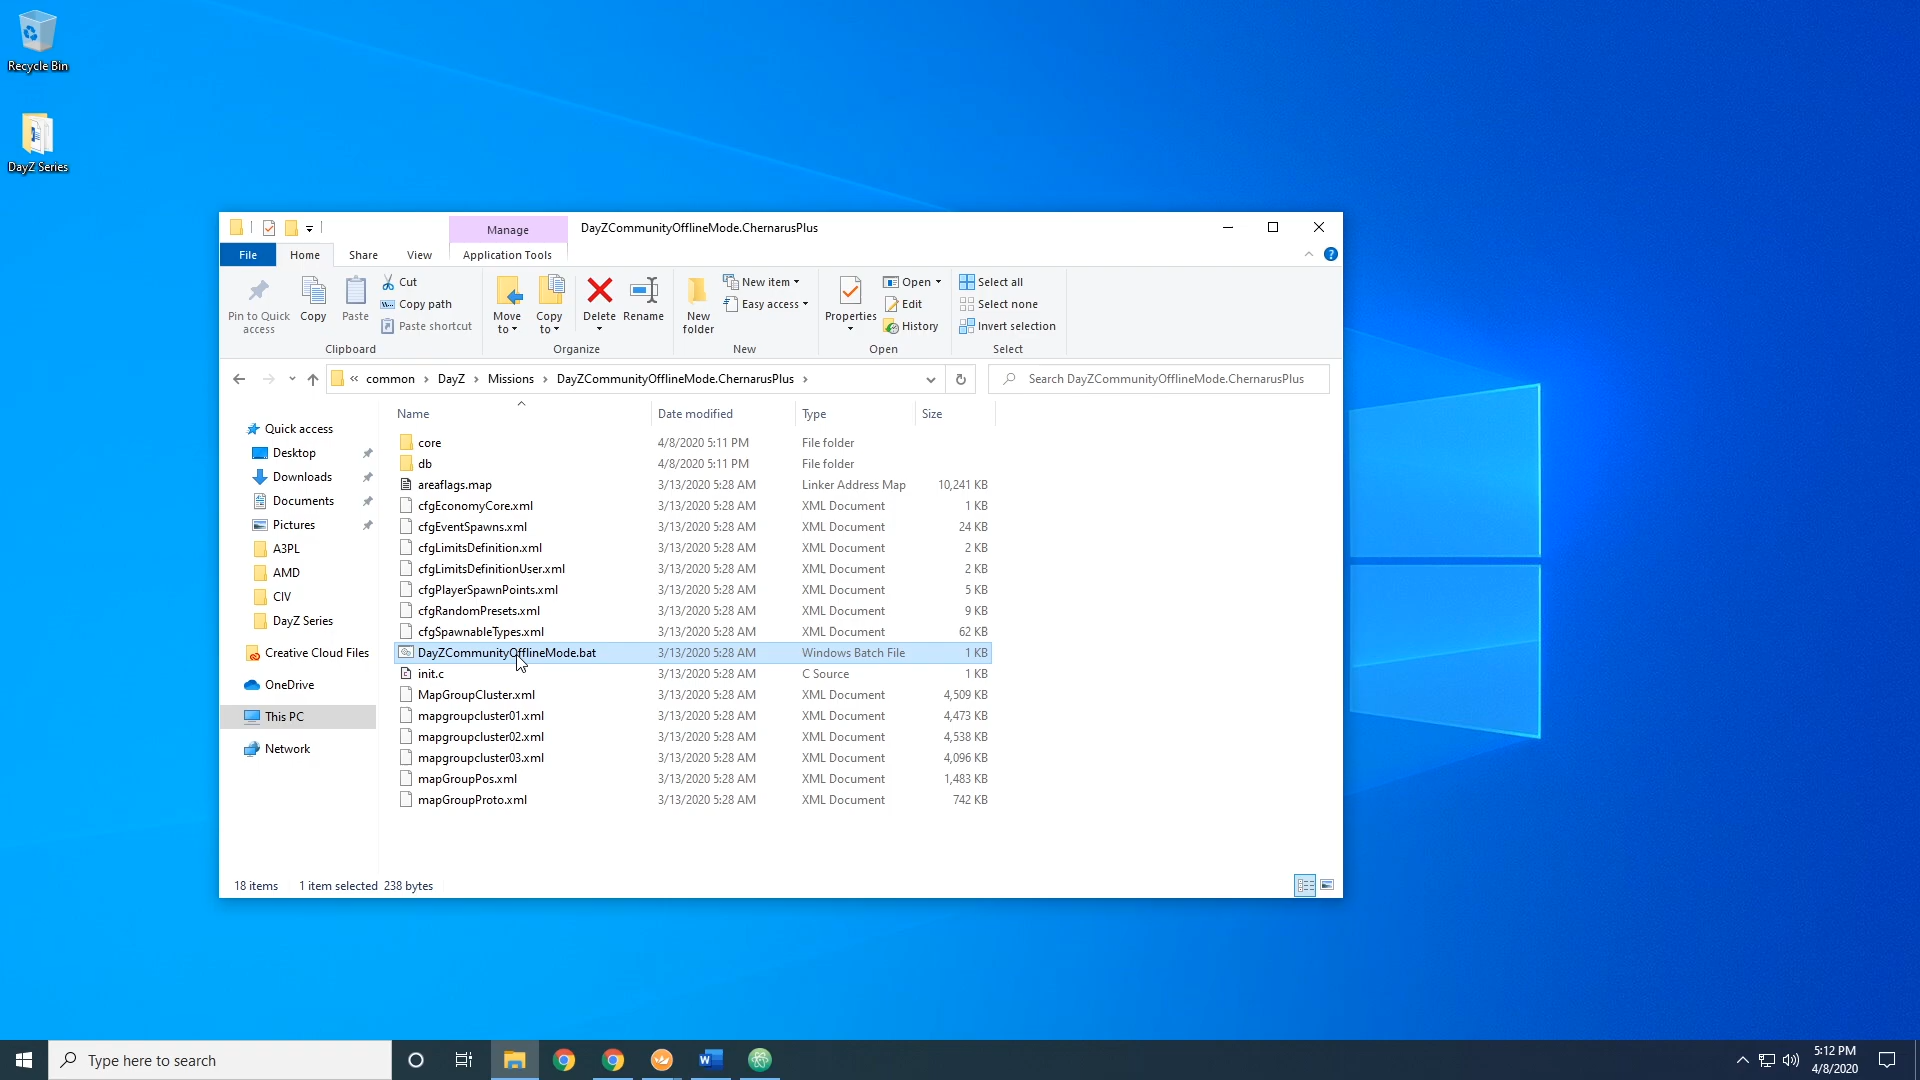 Recycle Bin
DayZ Series
Manage
DayZCommunityOfflineMode.ChernarusPlus
File
Home
Share
View
Application Tools
Pin to Quick access
Copy
Paste
Cut
Copy path
Paste shortcut
Clipboard
Move to
Copy to
Delete
Rename
Organize
New folder
New item
Easy access
New
Properties
Open
Edit
History
Open
Select all
Select none
Invert selection
Select
« common > DayZ > Missions > DayZCommunityOfflineMode.ChernarusPlus >
Search DayZCommunityOfflineMode.ChernarusPlus
Quick access
Desktop
Downloads
Documents
Pictures
A3PL
AMD
CIV
DayZ Series
Creative Cloud Files
OneDrive
This PC
Network
Name Date modified Type Size
core 4/8/2020 5:11 PM File folder
db 4/8/2020 5:11 PM File folder
areaflags.map 3/13/2020 5:28 AM Linker Address Map 10,241 KB
cfgEconomyCore.xml 3/13/2020 5:28 AM XML Document 1 KB
cfgEventSpawns.xml 3/13/2020 5:28 AM XML Document 24 KB
cfgLimitsDefinition.xml 3/13/2020 5:28 AM XML Document 2 KB
cfgLimitsDefinitionUser.xml 3/13/2020 5:28 AM XML Document 2 KB
cfgPlayerSpawnPoints.xml 3/13/2020 5:28 AM XML Document 5 KB
cfgRandomPresets.xml 3/13/2020 5:28 AM XML Document 9 KB
cfgSpawnableTypes.xml 3/13/2020 5:28 AM XML Document 62 KB
DayZCommunityOfflineMode.bat 3/13/2020 5:28 AM Windows Batch File 1 KB
init.c 3/13/2020 5:28 AM C Source 1 KB
MapGroupCluster.xml 3/13/2020 5:28 AM XML Document 4,509 KB
mapgroupcluster01.xml 3/13/2020 5:28 AM XML Document 4,473 KB
mapgroupcluster02.xml 3/13/2020 5:28 AM XML Document 4,538 KB
mapgroupcluster03.xml 3/13/2020 5:28 AM XML Document 4,096 KB
mapGroupPos.xml 3/13/2020 5:28 AM XML Document 1,483 KB
mapGroupProto.xml 3/13/2020 5:28 AM XML Document 742 KB
18 items 1 item selected 238 bytes
Type here to search
5:12 PM
4/8/2020